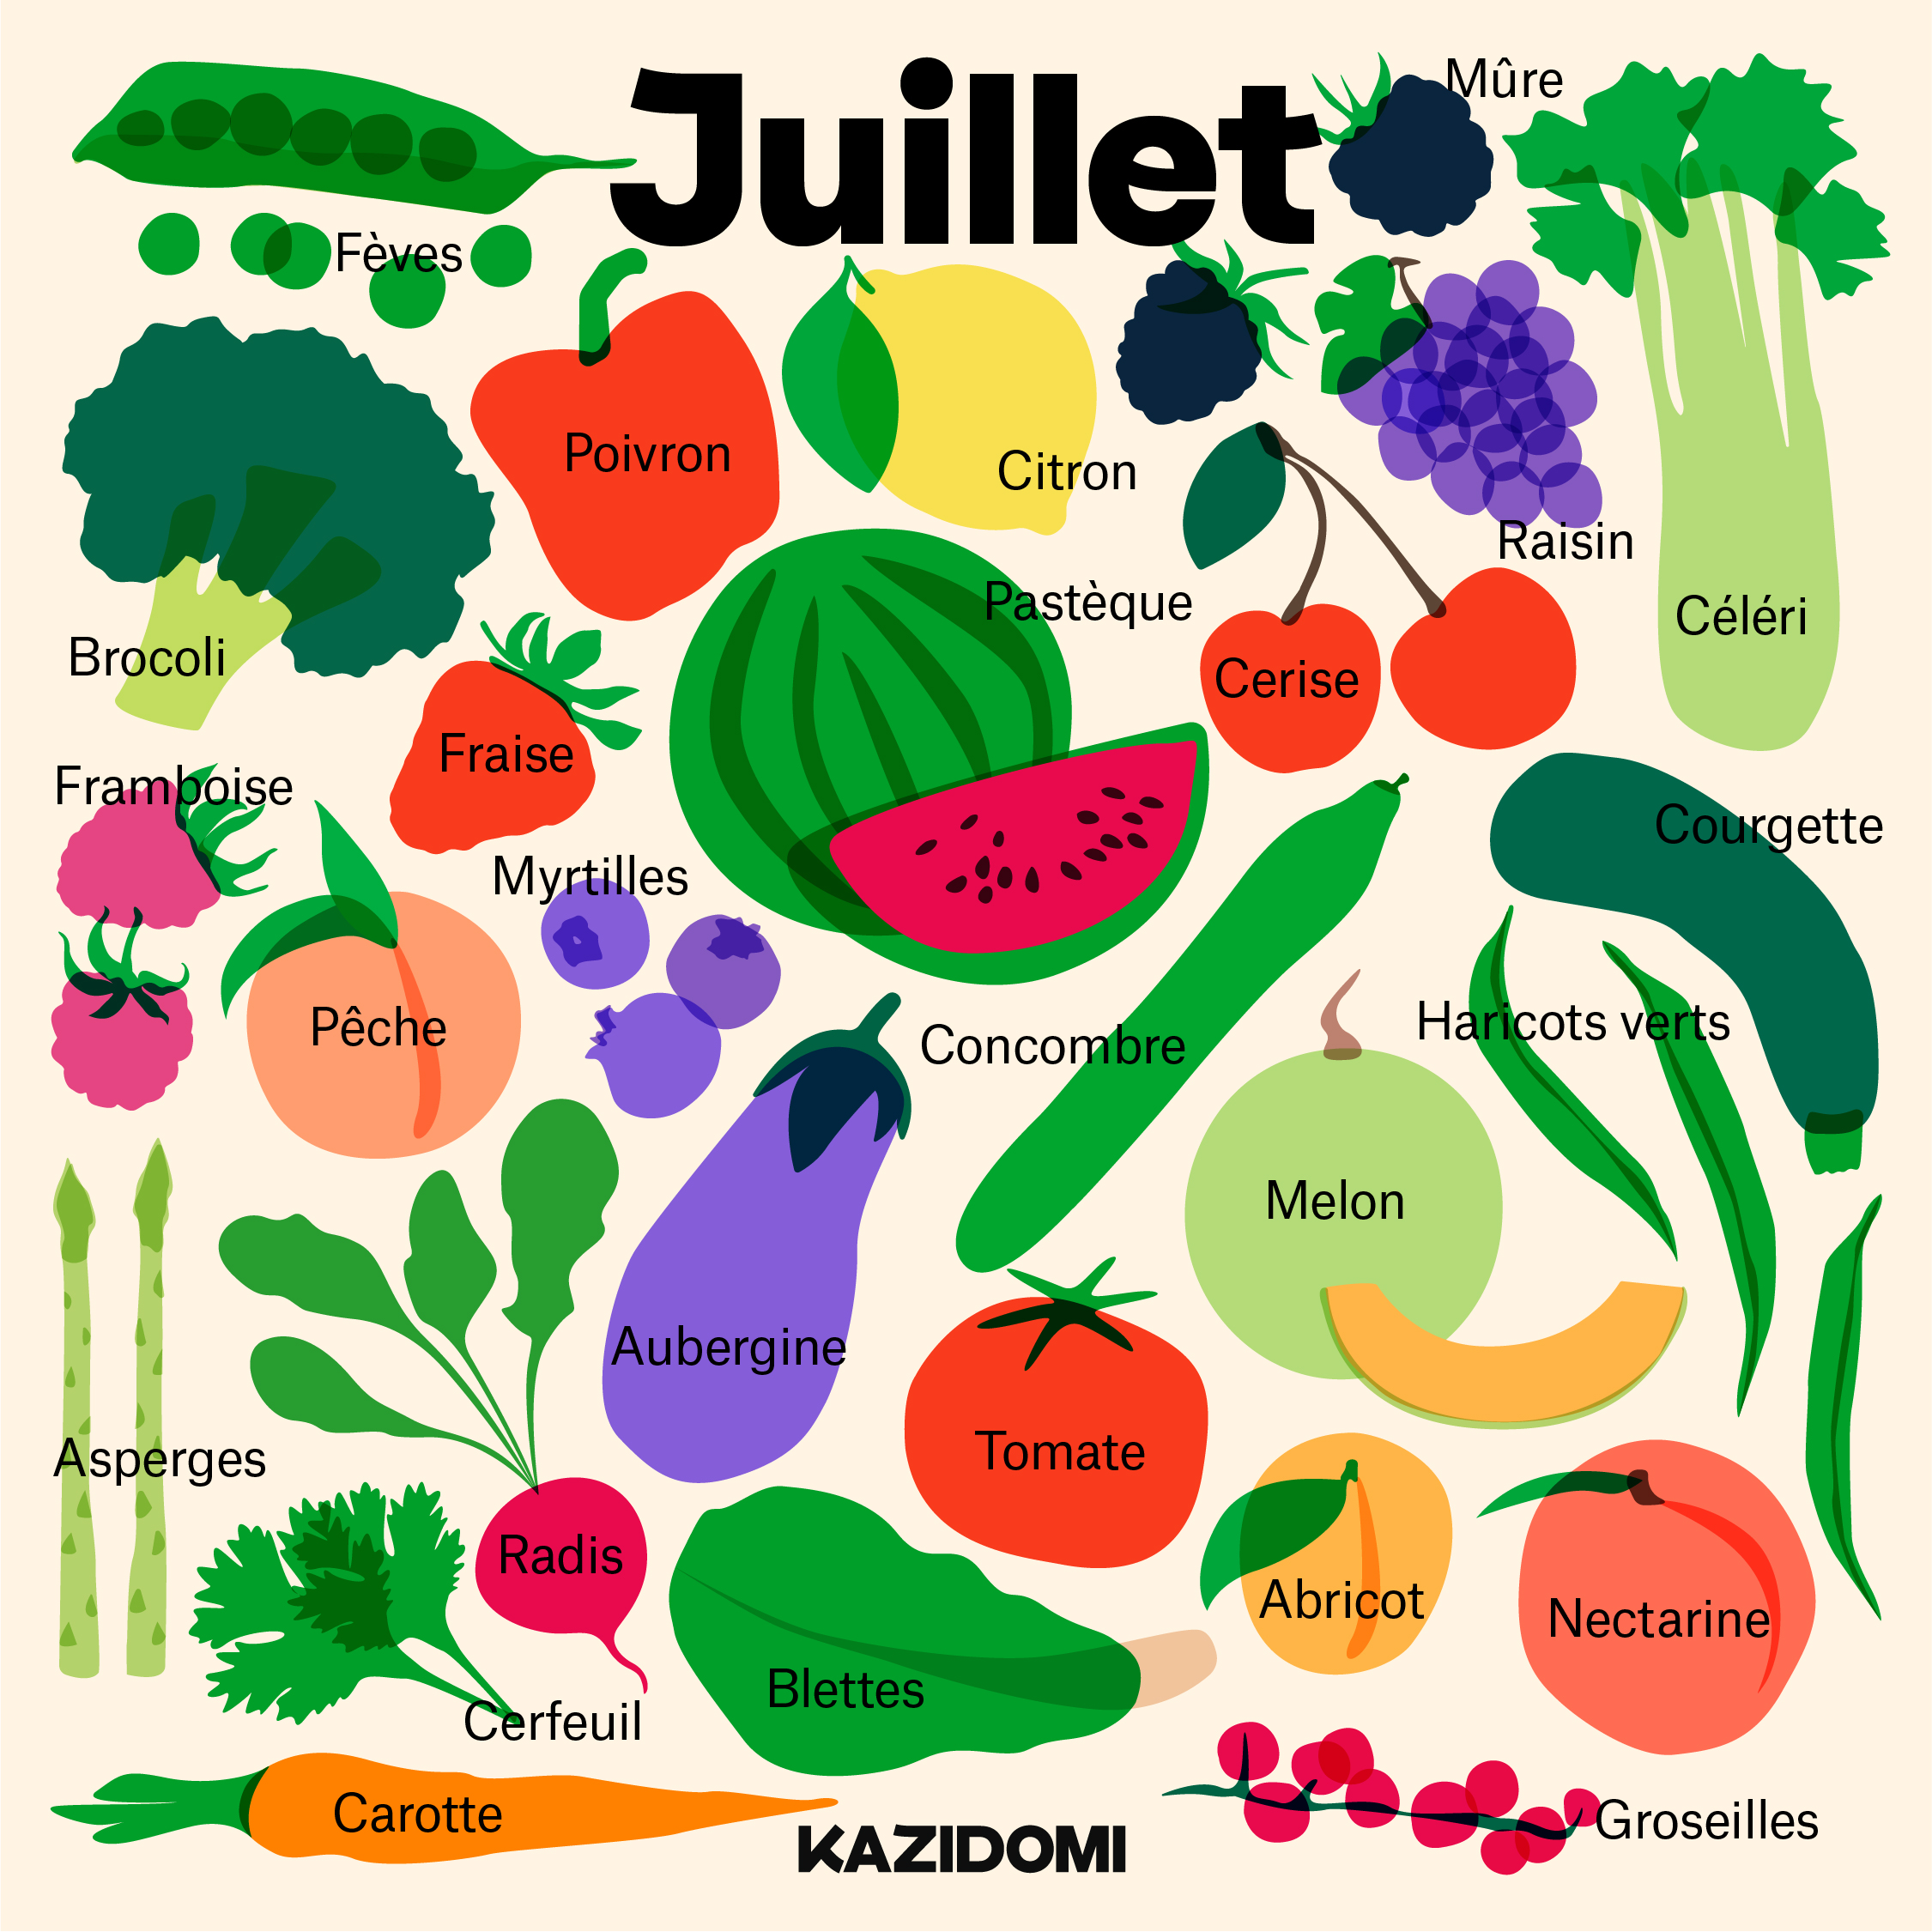 Juillet
Mûre
Fèves
Poivron
Citron
Raisin
Pastèque
Céléri
Brocoli
Cerise
Fraise
Framboise
Courgette
Myrtilles
Pêche
Haricots verts
Concombre
Melon
Aubergine
Tomate
Asperges
Radis
Abricot
Nectarine
Blettes
Cerfeuil
Carotte
Groseilles
KAZIDOMI